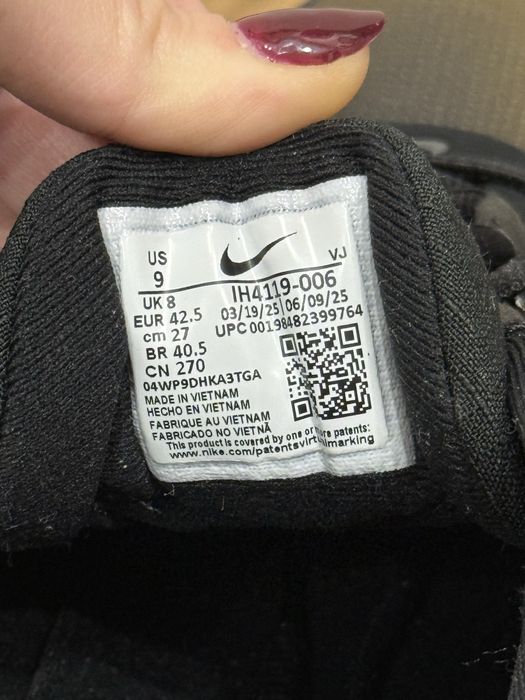 US
9
VJ
UK 8
IH4119-006
EUR 42.5
03/19/25 06/09/25
cm 27
UPC 00198482399764
BR 40.5
CN 270
04WP9DHKA3TGA
MADE IN VIETNAM
HECHO EN VIETNAM
FABRIQUE AU VIETNAM
FABRICADO NO VIETNÃ
This product is covered by one or more patents:
www.nike.com/patentsvirtualmarking